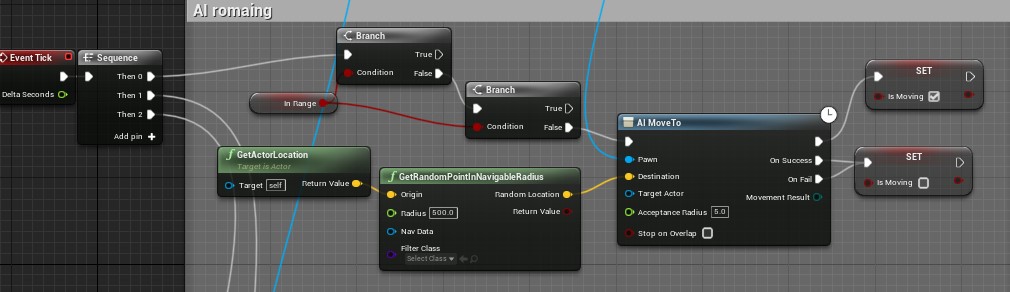 AI romaing
Event Tick
Delta Seconds
Sequence
Then 0
Then 1
Then 2
Add pin
Branch
True
Condition
False
In Range
Branch
True
Condition
False
GetActorLocation
Target is Actor
Target self Return Value
GetRandomPointInNavigableRadius
Origin Random Location
Radius 500.0 Return Value
Nav Data
Filter Class
Select Class
AI MoveTo
Pawn On Success
Destination On Fail
Target Actor Movement Result
Acceptance Radius 5.0
Stop on Overlap
SET
Is Moving
SET
Is Moving